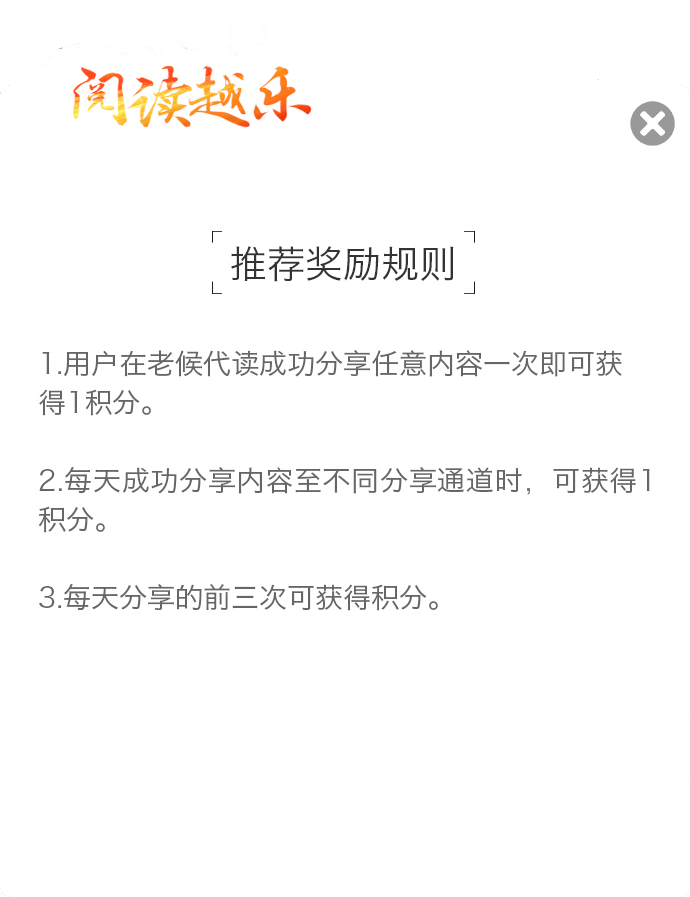 阅读越乐
推荐奖励规则
1.用户在老候代读成功分享任意内容一次即可获
得1积分。
2.每天成功分享内容至不同分享通道时，可获得1
积分。
3.每天分享的前三次可获得积分。